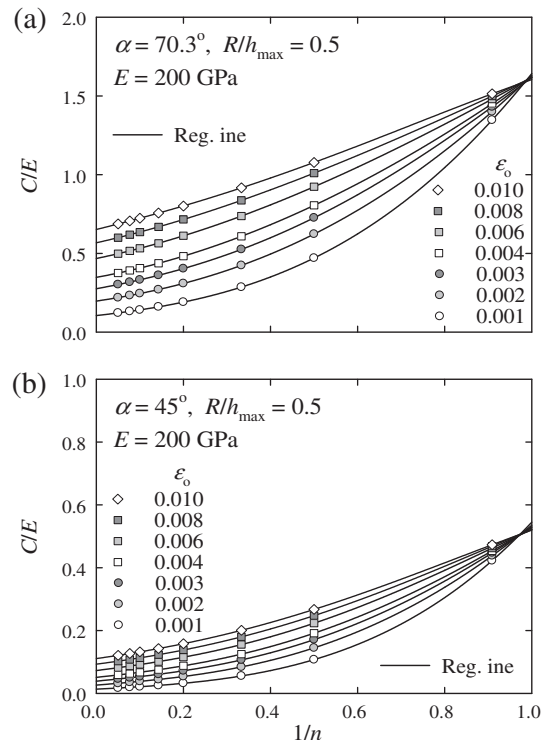 (a)
2.0
α = 70.3°, R/hmax = 0.5
E = 200 GPa
1.5
Reg. ine
C/E
1.0
εo
0.010
0.008
0.006
0.004
0.003
0.002
0.001
0.5
0.0
(b)
1.0
α = 45°, R/hmax = 0.5
E = 200 GPa
0.8
εo
0.010
0.008
0.006
0.004
0.003
0.002
0.001
0.6
C/E
0.4
0.2
Reg. ine
0.0
0.0 0.2 0.4 0.6 0.8 1.0
1/n